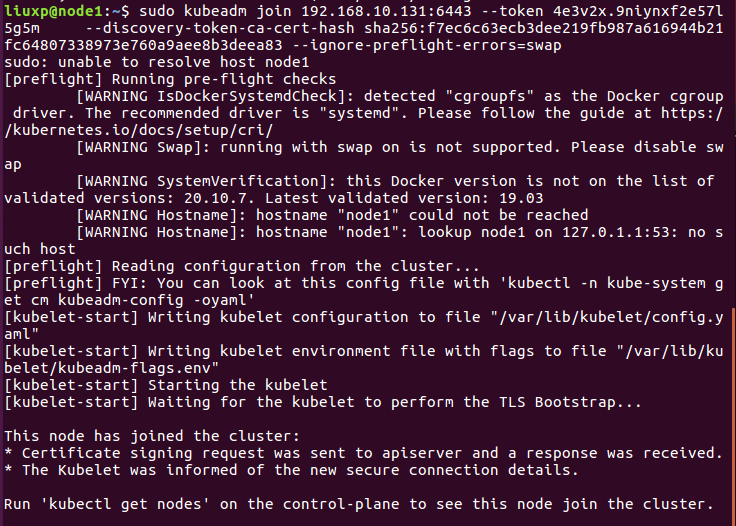 liuxp@node1:~$ sudo kubeadm join 192.168.10.131:6443 --token 4e3v2x.9niynxf2e57l
5g5m     --discovery-token-ca-cert-hash sha256:f7ec6c63ecb3dee219fb987a616944b21
fc64807338973e760a9aee8b3deea83 --ignore-preflight-errors=swap
sudo: unable to resolve host node1
[preflight] Running pre-flight checks
        [WARNING IsDockerSystemdCheck]: detected "cgroupfs" as the Docker cgroup
 driver. The recommended driver is "systemd". Please follow the guide at https:/
/kubernetes.io/docs/setup/cri/
        [WARNING Swap]: running with swap on is not supported. Please disable sw
ap
        [WARNING SystemVerification]: this Docker version is not on the list of
validated versions: 20.10.7. Latest validated version: 19.03
        [WARNING Hostname]: hostname "node1" could not be reached
        [WARNING Hostname]: hostname "node1": lookup node1 on 127.0.1.1:53: no s
uch host
[preflight] Reading configuration from the cluster...
[preflight] FYI: You can look at this config file with 'kubectl -n kube-system g
et cm kubeadm-config -oyaml'
[kubelet-start] Writing kubelet configuration to file "/var/lib/kubelet/config.y
aml"
[kubelet-start] Writing kubelet environment file with flags to file "/var/lib/ku
belet/kubeadm-flags.env"
[kubelet-start] Starting the kubelet
[kubelet-start] Waiting for the kubelet to perform the TLS Bootstrap...

This node has joined the cluster:
* Certificate signing request was sent to apiserver and a response was received.
* The Kubelet was informed of the new secure connection details.

Run 'kubectl get nodes' on the control-plane to see this node join the cluster.